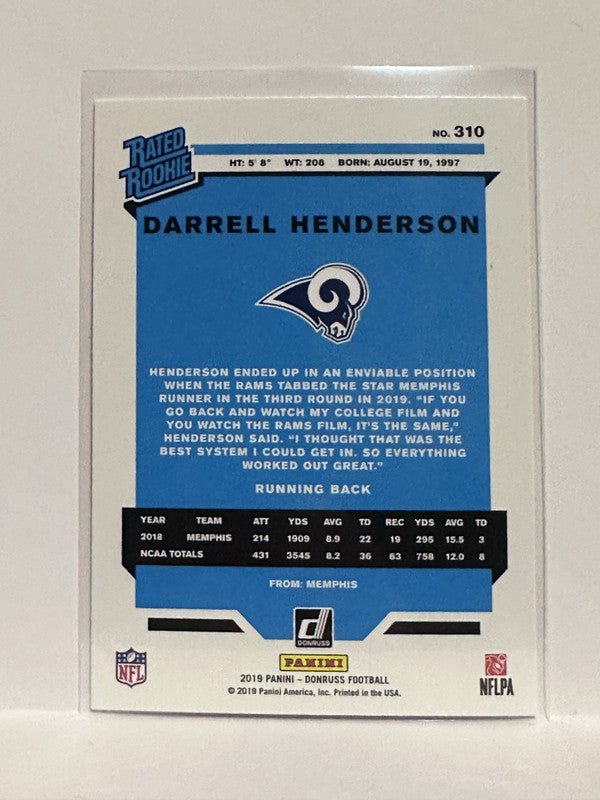 NO. 310
RATED
ROOKIE
HT: 5' 8" WT: 208 BORN: AUGUST 19, 1997
DARRELL HENDERSON
HENDERSON ENDED UP IN AN ENVIABLE POSITION
WHEN THE RAMS TABBED THE STAR MEMPHIS
RUNNER IN THE THIRD ROUND IN 2019. "IF YOU
GO BACK AND WATCH MY COLLEGE FILM AND
YOU WATCH THE RAMS FILM, IT'S THE SAME,"
HENDERSON SAID. "I THOUGHT THAT WAS THE
BEST SYSTEM I COULD GET IN. SO EVERYTHING
WORKED OUT GREAT."
RUNNING BACK
YEAR TEAM ATT YDS AVG TD REC YDS AVG TD
2018 MEMPHIS 214 1909 8.9 22 19 295 15.5 3
NCAA TOTALS 431 3545 8.2 36 63 758 12.0 8
FROM: MEMPHIS
d
DONRUSS
PANINI
NFL
2019 PANINI – DONRUSS FOOTBALL
© 2019 Panini America, Inc. Printed in the USA.
NFLPA